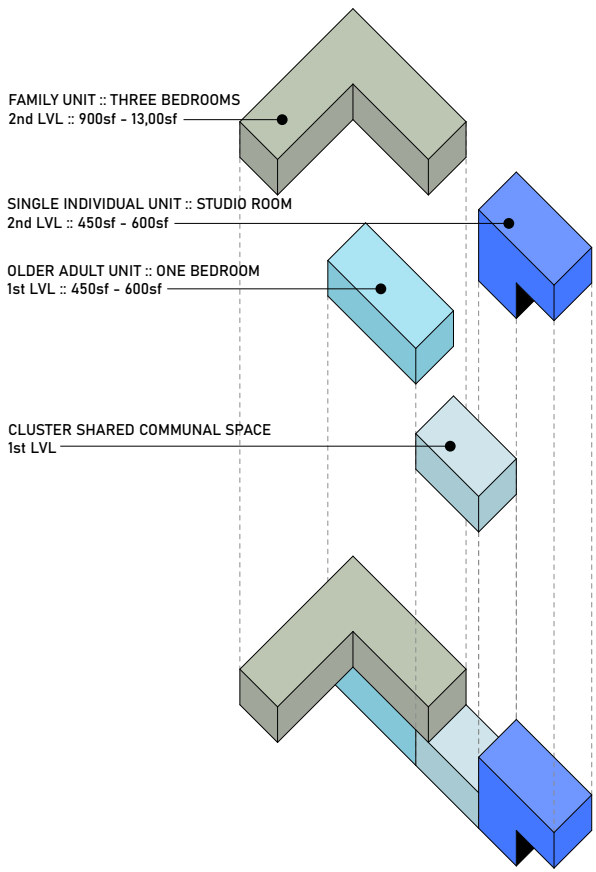 FAMILY UNIT :: THREE BEDROOMS
2nd LVL :: 900sf - 13,00sf
SINGLE INDIVIDUAL UNIT :: STUDIO ROOM
2nd LVL :: 450sf - 600sf
OLDER ADULT UNIT :: ONE BEDROOM
1st LVL :: 450sf - 600sf
CLUSTER SHARED COMMUNAL SPACE
1st LVL